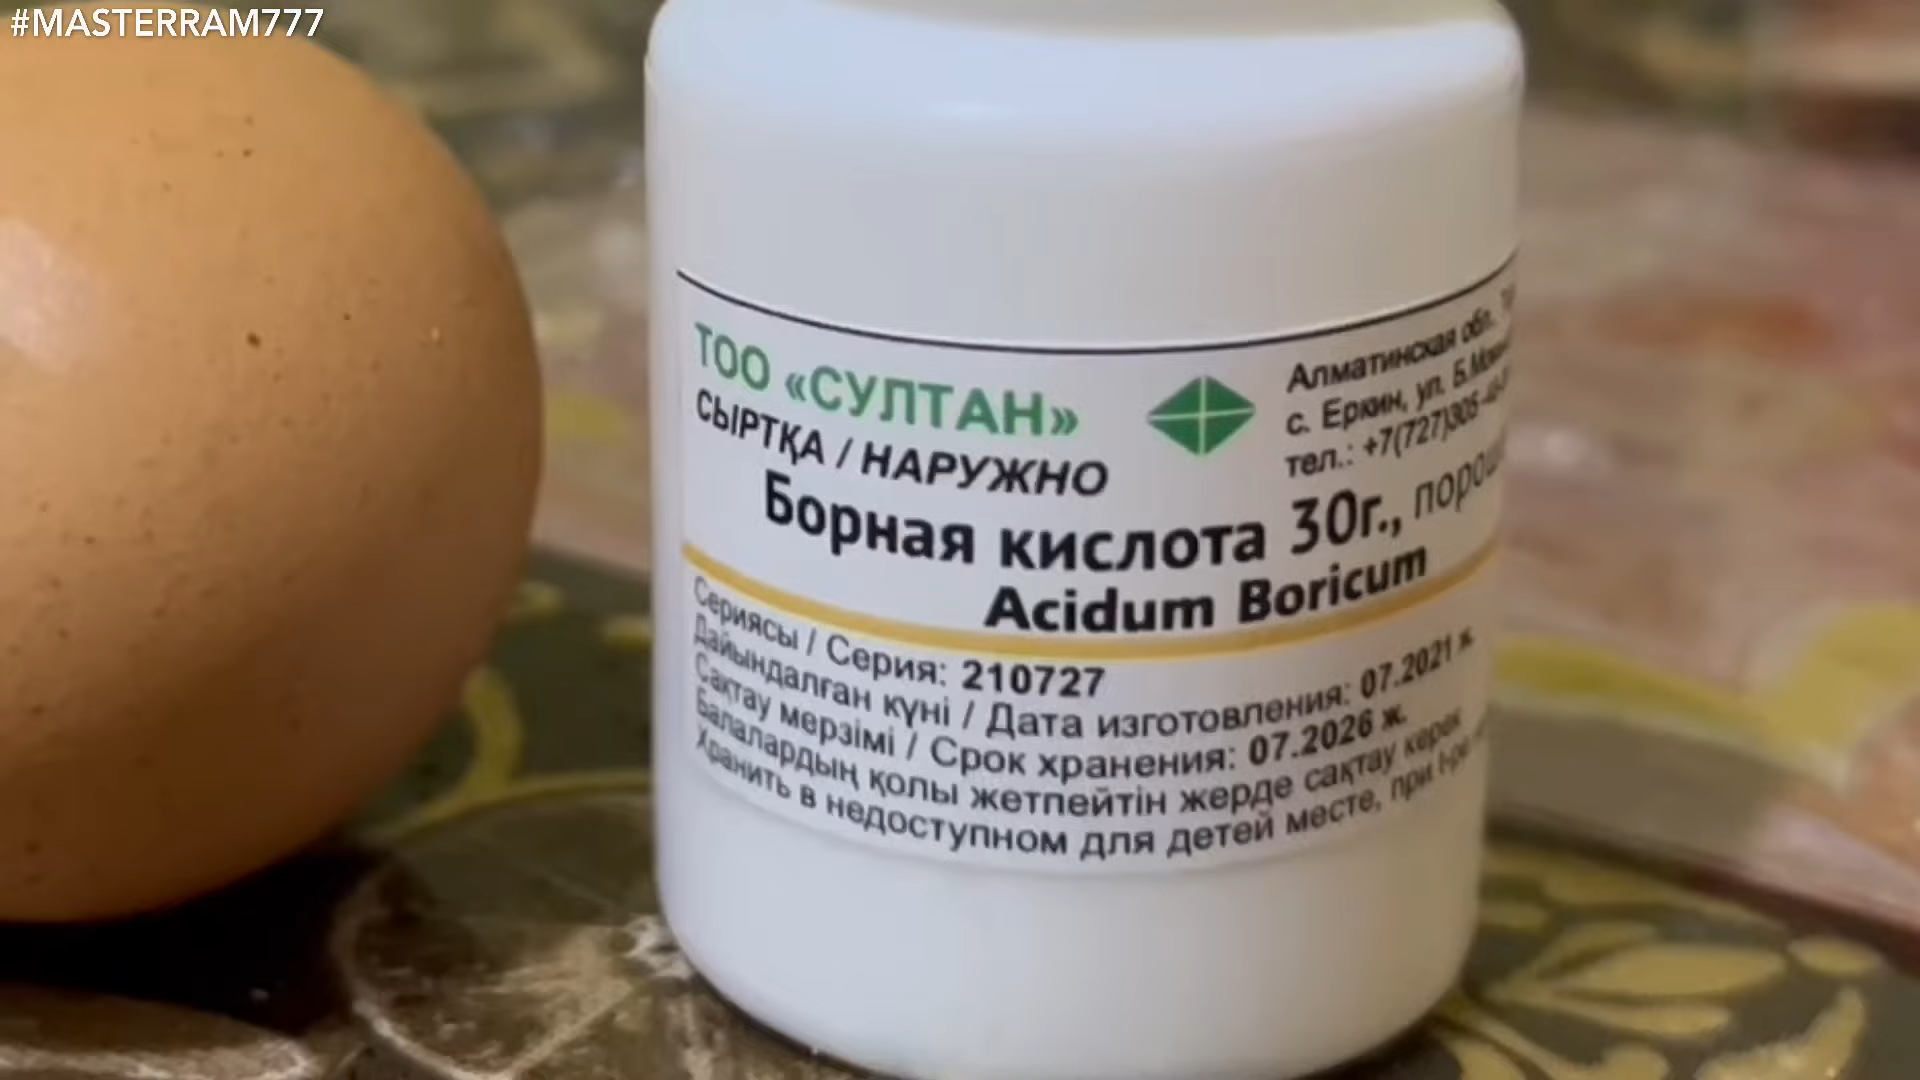 #MASTERRAM777
ТОО «СУЛТАН»
СЫРТҚА / НАРУЖНО
Алматинская обл.
с. Еркин, ул.
тел.: +7(727)
Борная кислота 30г.,
Acidum Boricum
Сериясы / Серия: 210727
Дайындалған күні / Дата изготовления: 07.2021 ж.
Сақтау мерзімі / Срок хранения: 07.2026 ж.
Балалардың қолы жетпейтін жерде сақтау керек
Хранить в недоступном для детей месте, при